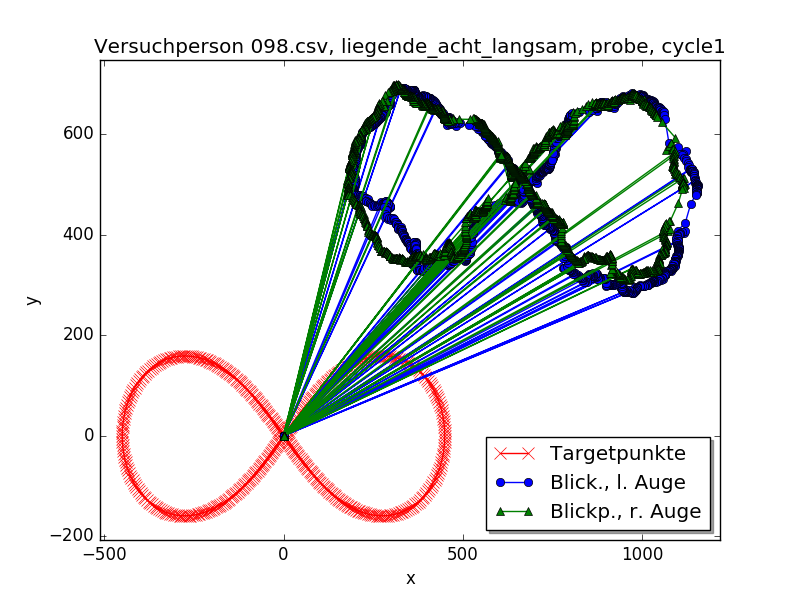 Versuchperson 098.csv, liegende_acht_langsam, probe, cycle1
600
400
200
0
−200
y
−500
0
500
1000
x
Targetpunkte
Blick., l. Auge
Blickp., r. Auge